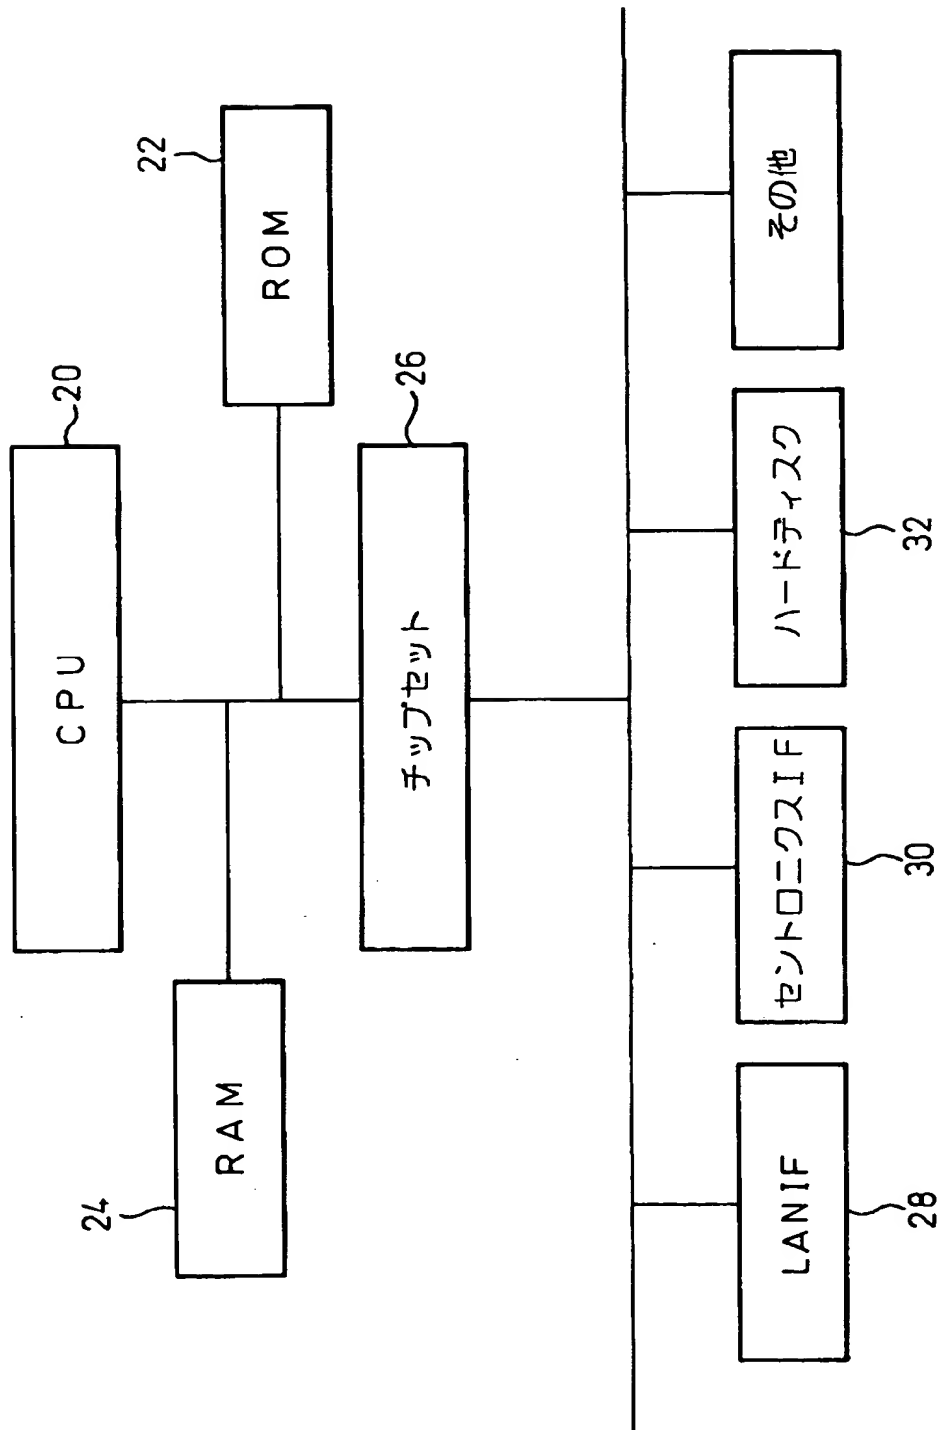 CPU
20
24
RAM
22
ROM
26
チップセット
LANIF
28
セントロニクスIF
30
ハードディスク
32
その他